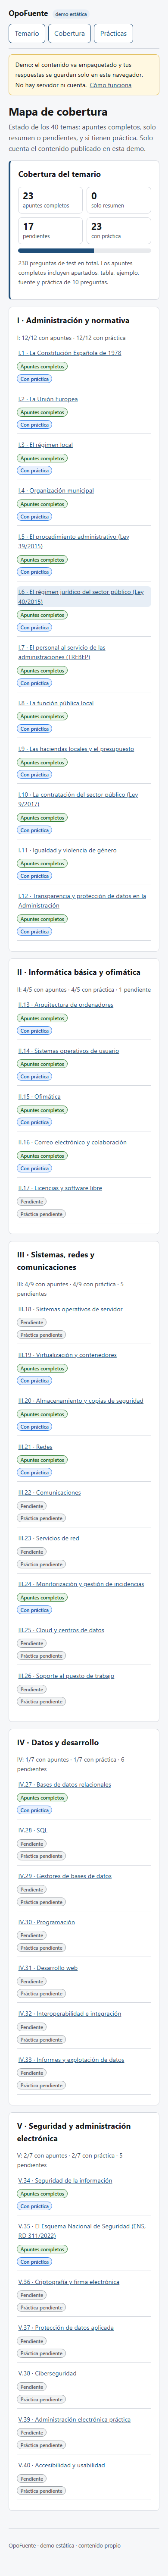 OpoFuente demo estática
Temario Cobertura Prácticas
Demo: el contenido va empaquetado y tus
respuestas se guardan solo en este navegador.
No hay servidor ni cuenta. Cómo funciona
Mapa de cobertura
Estado de los 40 temas: apuntes completos, solo
resumen o pendientes, y si tienen práctica. Solo
cuenta el contenido publicado en esta demo.
Cobertura del temario
23
apuntes completos
0
solo resumen
17
pendientes
23
con práctica
230 preguntas de test en total. Los apuntes
completos incluyen apartados, tabla, ejemplo,
fuente y práctica de 10 preguntas.
I · Administración y normativa
I: 12/12 con apuntes · 12/12 con práctica
I.1 · La Constitución Española de 1978
Apuntes completos
Con práctica
I.2 · La Unión Europea
Apuntes completos
Con práctica
I.3 · El régimen local
Apuntes completos
Con práctica
I.4 · Organización municipal
Apuntes completos
Con práctica
I.5 · El procedimiento administrativo (Ley
39/2015)
Apuntes completos
Con práctica
I.6 · El régimen jurídico del sector público (Ley
40/2015)
Apuntes completos
Con práctica
I.7 · El personal al servicio de las
administraciones (TREBEP)
Apuntes completos
Con práctica
I.8 · La función pública local
Apuntes completos
Con práctica
I.9 · Las haciendas locales y el presupuesto
Apuntes completos
Con práctica
I.10 · La contratación del sector público (Ley
9/2017)
Apuntes completos
Con práctica
I.11 · Igualdad y violencia de género
Apuntes completos
Con práctica
I.12 · Transparencia y protección de datos en la
Administración
Apuntes completos
Con práctica
II · Informática básica y ofimática
II: 4/5 con apuntes · 4/5 con práctica · 1 pendiente
II.13 · Arquitectura de ordenadores
Apuntes completos
Con práctica
II.14 · Sistemas operativos de usuario
Apuntes completos
Con práctica
II.15 · Ofimática
Apuntes completos
Con práctica
II.16 · Correo electrónico y colaboración
Apuntes completos
Con práctica
II.17 · Licencias y software libre
Pendiente
Práctica pendiente
III · Sistemas, redes y
comunicaciones
III: 4/9 con apuntes · 4/9 con práctica · 5
pendientes
III.18 · Sistemas operativos de servidor
Pendiente
Práctica pendiente
III.19 · Virtualización y contenedores
Apuntes completos
Con práctica
III.20 · Almacenamiento y copias de seguridad
Apuntes completos
Con práctica
III.21 · Redes
Apuntes completos
Con práctica
III.22 · Comunicaciones
Pendiente
Práctica pendiente
III.23 · Servicios de red
Pendiente
Práctica pendiente
III.24 · Monitorización y gestión de incidencias
Apuntes completos
Con práctica
III.25 · Cloud y centros de datos
Pendiente
Práctica pendiente
III.26 · Soporte al puesto de trabajo
Pendiente
Práctica pendiente
IV · Datos y desarrollo
IV: 1/7 con apuntes · 1/7 con práctica · 6
pendientes
IV.27 · Bases de datos relacionales
Apuntes completos
Con práctica
IV.28 · SQL
Pendiente
Práctica pendiente
IV.29 · Gestores de bases de datos
Pendiente
Práctica pendiente
IV.30 · Programación
Pendiente
Práctica pendiente
IV.31 · Desarrollo web
Pendiente
Práctica pendiente
IV.32 · Interoperabilidad e integración
Pendiente
Práctica pendiente
IV.33 · Informes y explotación de datos
Pendiente
Práctica pendiente
V · Seguridad y administración
electrónica
V: 2/7 con apuntes · 2/7 con práctica · 5
pendientes
V.34 · Seguridad de la información
Apuntes completos
Con práctica
V.35 · El Esquema Nacional de Seguridad (ENS,
RD 311/2022)
Apuntes completos
Con práctica
V.36 · Criptografía y firma electrónica
Pendiente
Práctica pendiente
V.37 · Protección de datos aplicada
Pendiente
Práctica pendiente
V.38 · Ciberseguridad
Pendiente
Práctica pendiente
V.39 · Administración electrónica práctica
Pendiente
Práctica pendiente
V.40 · Accesibilidad y usabilidad
Pendiente
Práctica pendiente
OpoFuente · demo estática · contenido propio